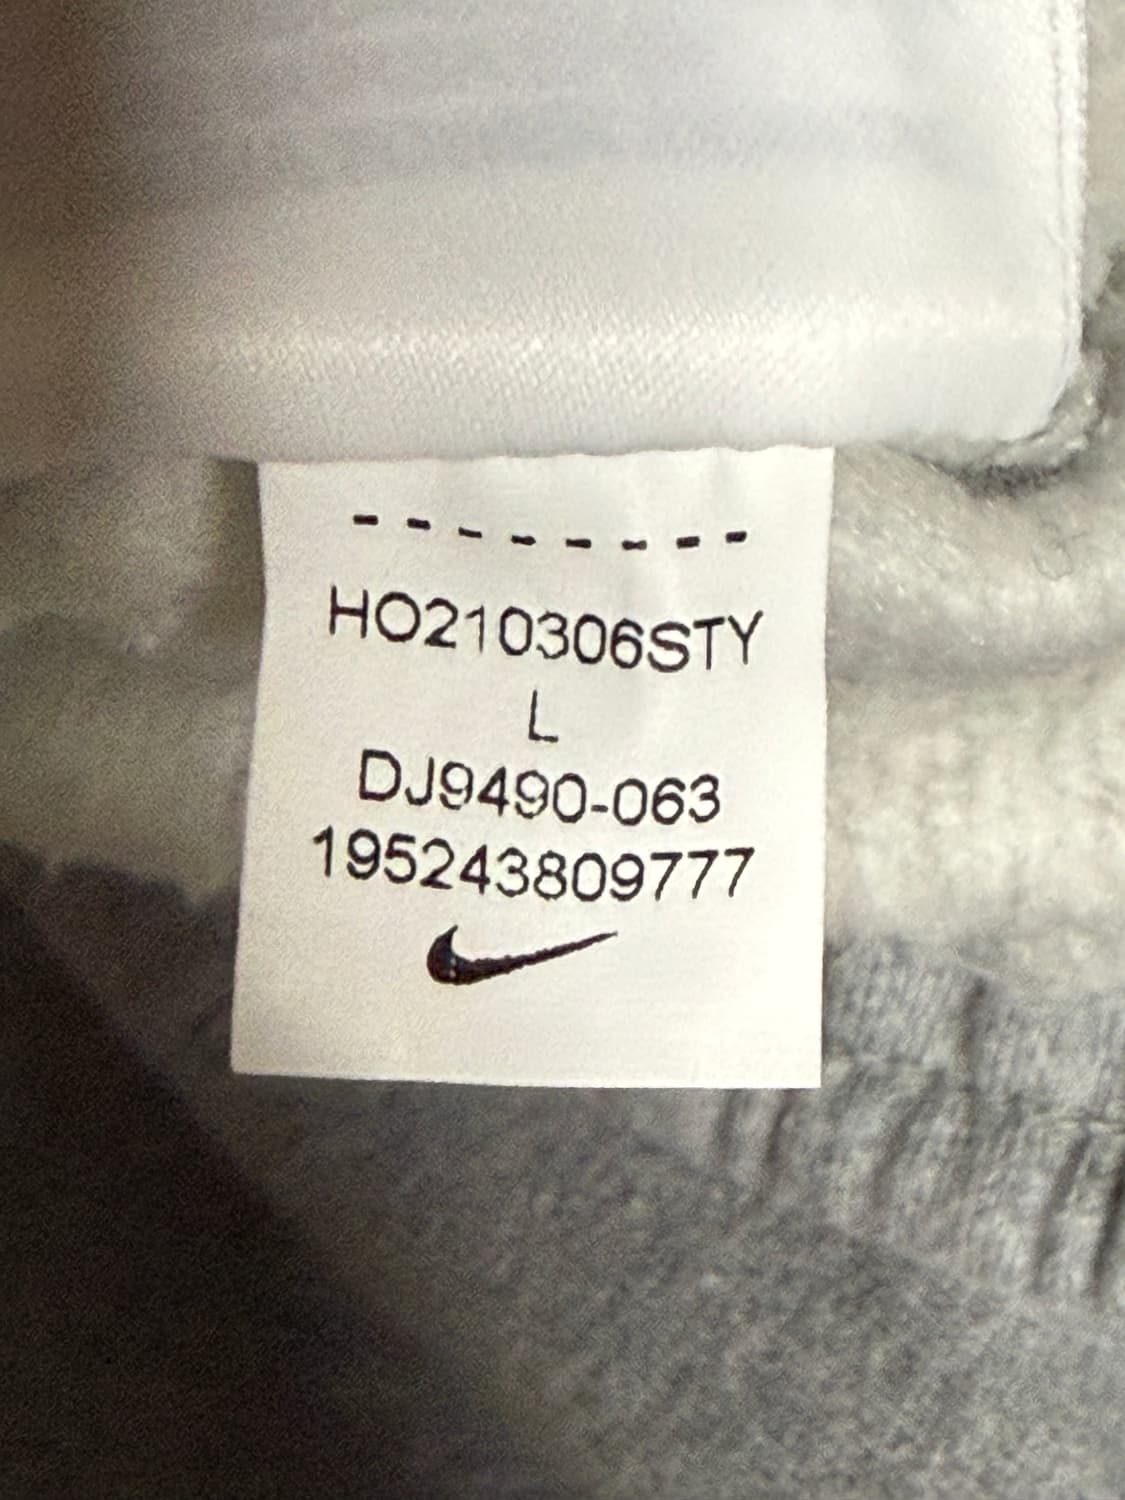 --------
HO210306STY
L
DJ9490-063
195243809777